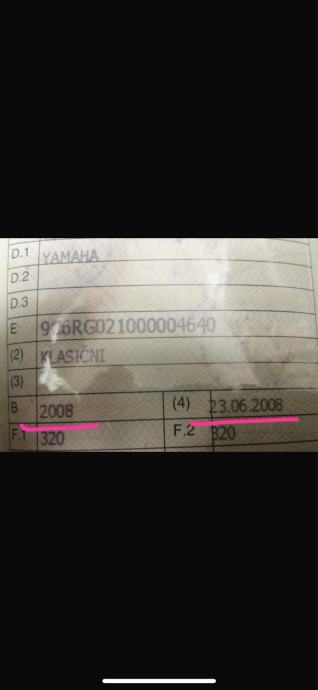 D.1 YAMAHA
D.2
D.3
E 9C6RG021000004640
(2) KLASIČNI
(3)
B 2008 (4) 23.06.2008
F.1 320 F.2 320